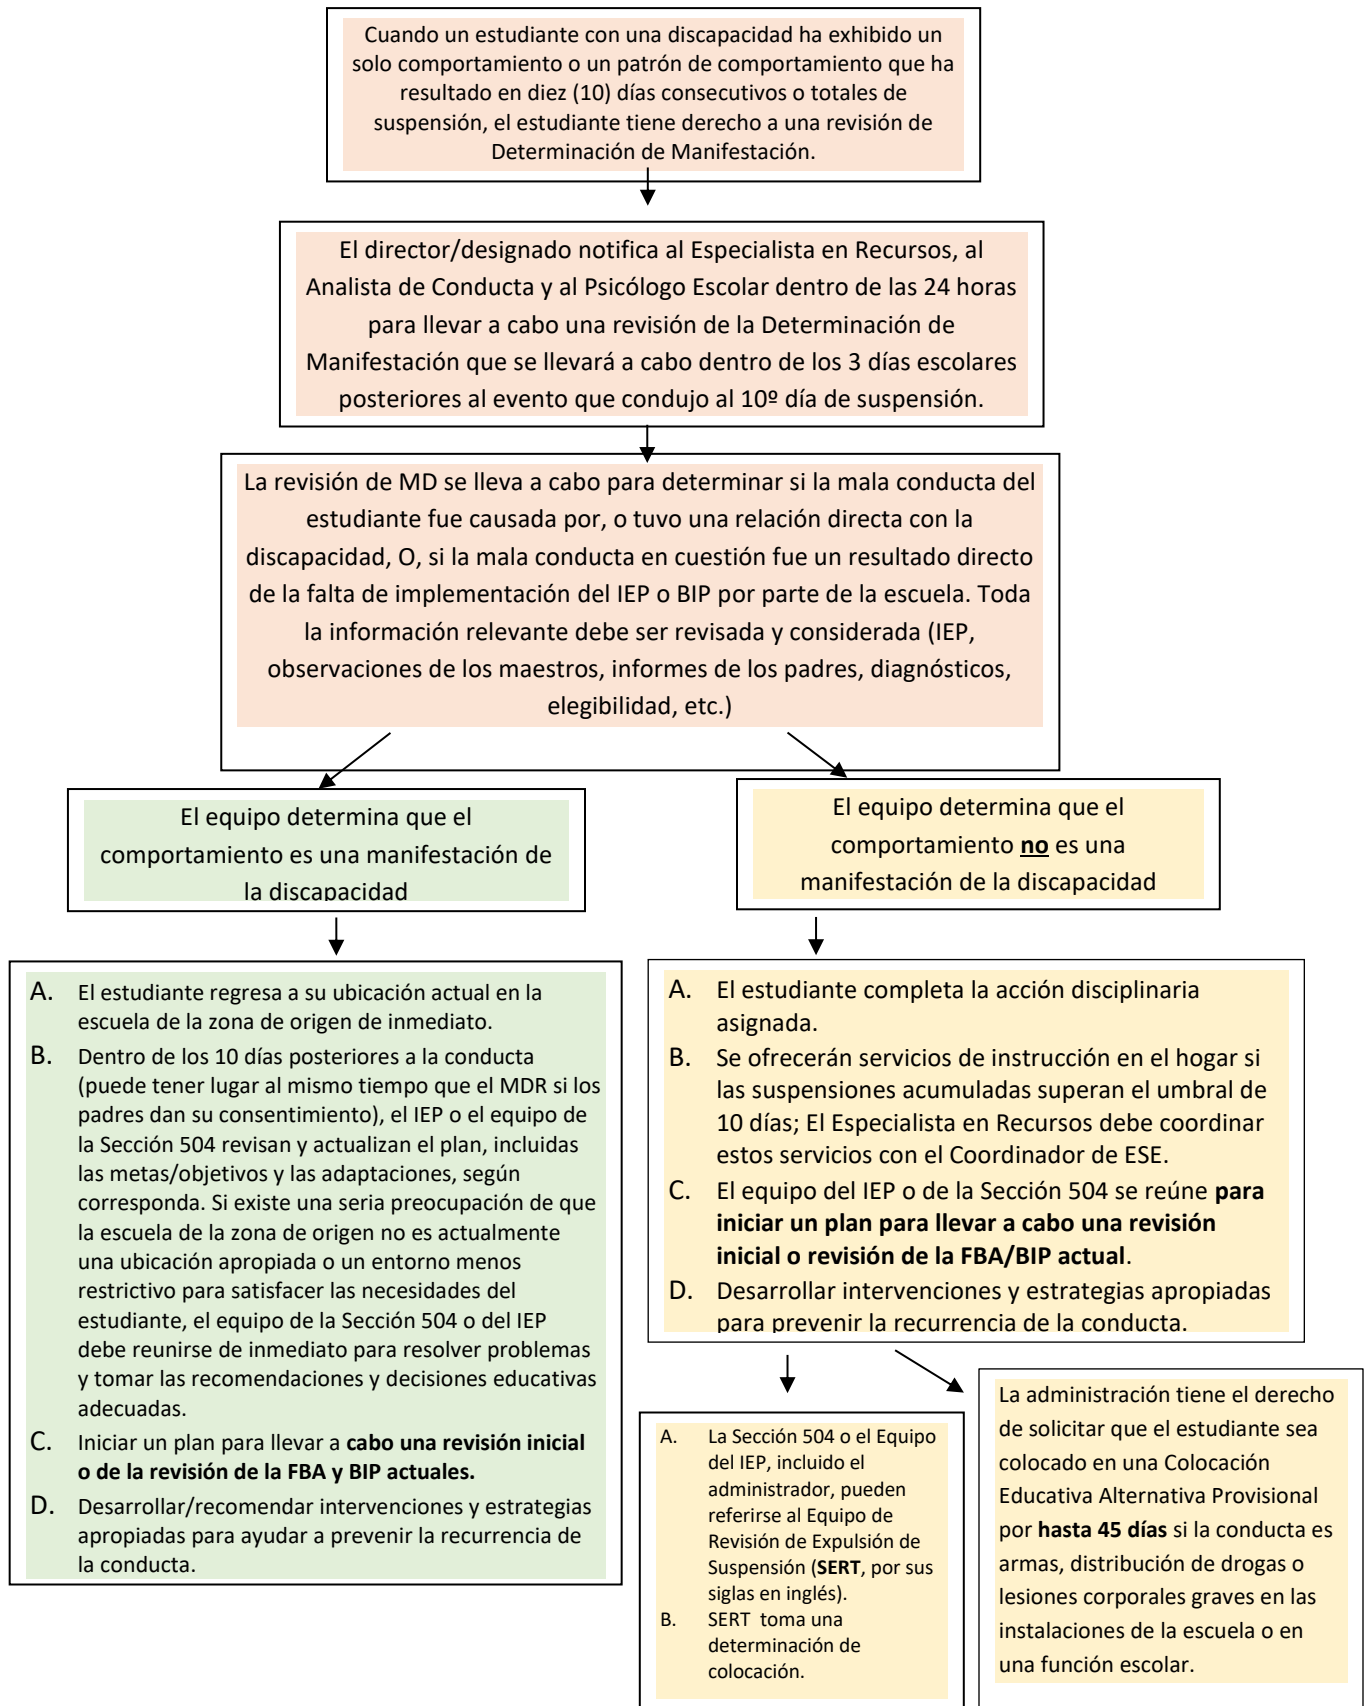 Cuando un estudiante con una discapacidad ha exhibido un
solo comportamiento o un patrón de comportamiento que ha
resultado en diez (10) días consecutivos o totales de
suspensión, el estudiante tiene derecho a una revisión de
Determinación de Manifestación.
El director/designado notifica al Especialista en Recursos, al
Analista de Conducta y al Psicólogo Escolar dentro de las 24 horas
para llevar a cabo una revisión de la Determinación de
Manifestación que se llevará a cabo dentro de los 3 días escolares
posteriores al evento que condujo al 10º día de suspensión.
La revisión de MD se lleva a cabo para determinar si la mala conducta del
estudiante fue causada por, o tuvo una relación directa con la
discapacidad, O, si la mala conducta en cuestión fue un resultado directo
de la falta de implementación del IEP o BIP por parte de la escuela. Toda
la información relevante debe ser revisada y considerada (IEP,
observaciones de los maestros, informes de los padres, diagnósticos,
elegibilidad, etc.)
El equipo determina que el
comportamiento es una manifestación de
la discapacidad
El equipo determina que el
comportamiento no es una
manifestación de la discapacidad
A. El estudiante regresa a su ubicación actual en la
escuela de la zona de origen de inmediato.
B. Dentro de los 10 días posteriores a la conducta
(puede tener lugar al mismo tiempo que el MDR si los
padres dan su consentimiento), el IEP o el equipo de
la Sección 504 revisan y actualizan el plan, incluidas
las metas/objetivos y las adaptaciones, según
corresponda. Si existe una seria preocupación de que
la escuela de la zona de origen no es actualmente
una ubicación apropiada o un entorno menos
restrictivo para satisfacer las necesidades del
estudiante, el equipo de la Sección 504 o del IEP
debe reunirse de inmediato para resolver problemas
y tomar las recomendaciones y decisiones educativas
adecuadas.
C. Iniciar un plan para llevar a cabo una revisión inicial
o de la revisión de la FBA y BIP actuales.
D. Desarrollar/recomendar intervenciones y estrategias
apropiadas para ayudar a prevenir la recurrencia de
la conducta.
A. El estudiante completa la acción disciplinaria
asignada.
B. Se ofrecerán servicios de instrucción en el hogar si
las suspensiones acumuladas superan el umbral de
10 días; El Especialista en Recursos debe coordinar
estos servicios con el Coordinador de ESE.
C. El equipo del IEP o de la Sección 504 se reúne para
iniciar un plan para llevar a cabo una revisión
inicial o revisión de la FBA/BIP actual.
D. Desarrollar intervenciones y estrategias apropiadas
para prevenir la recurrencia de la conducta.
A. La Sección 504 o el Equipo
del IEP, incluido el
administrador, pueden
referirse al Equipo de
Revisión de Expulsión de
Suspensión (SERT, por sus
siglas en inglés).
B. SERT toma una
determinación de
colocación.
La administración tiene el derecho
de solicitar que el estudiante sea
colocado en una Colocación
Educativa Alternativa Provisional
por hasta 45 días si la conducta es
armas, distribución de drogas o
lesiones corporales graves en las
instalaciones de la escuela o en
una función escolar.